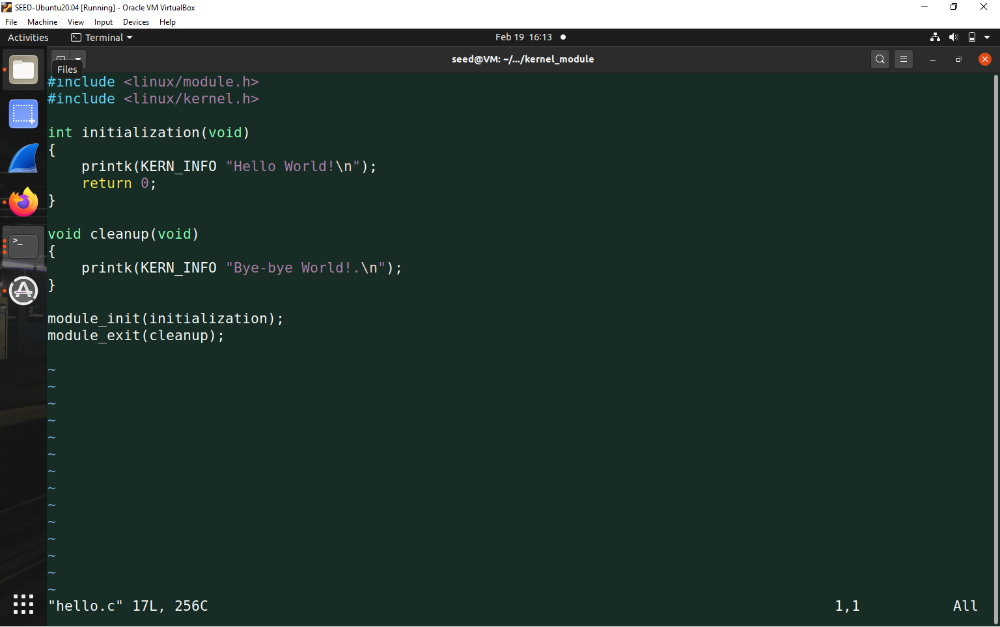 SEED-Ubuntu20.04 [Running] - Oracle VM VirtualBox
File Machine View Input Devices Help
Activities Terminal Feb 19 16:13
seed@VM: ~/.../kernel_module
Files
#include <linux/module.h>
#include <linux/kernel.h>
int initialization(void)
{
    printk(KERN_INFO "Hello World!\n");
    return 0;
}
void cleanup(void)
{
    printk(KERN_INFO "Bye-bye World!.\n");
}
module_init(initialization);
module_exit(cleanup);
~
~
~
~
~
~
~
~
~
~
~
~
~
~
"hello.c" 17L, 256C 1,1 All